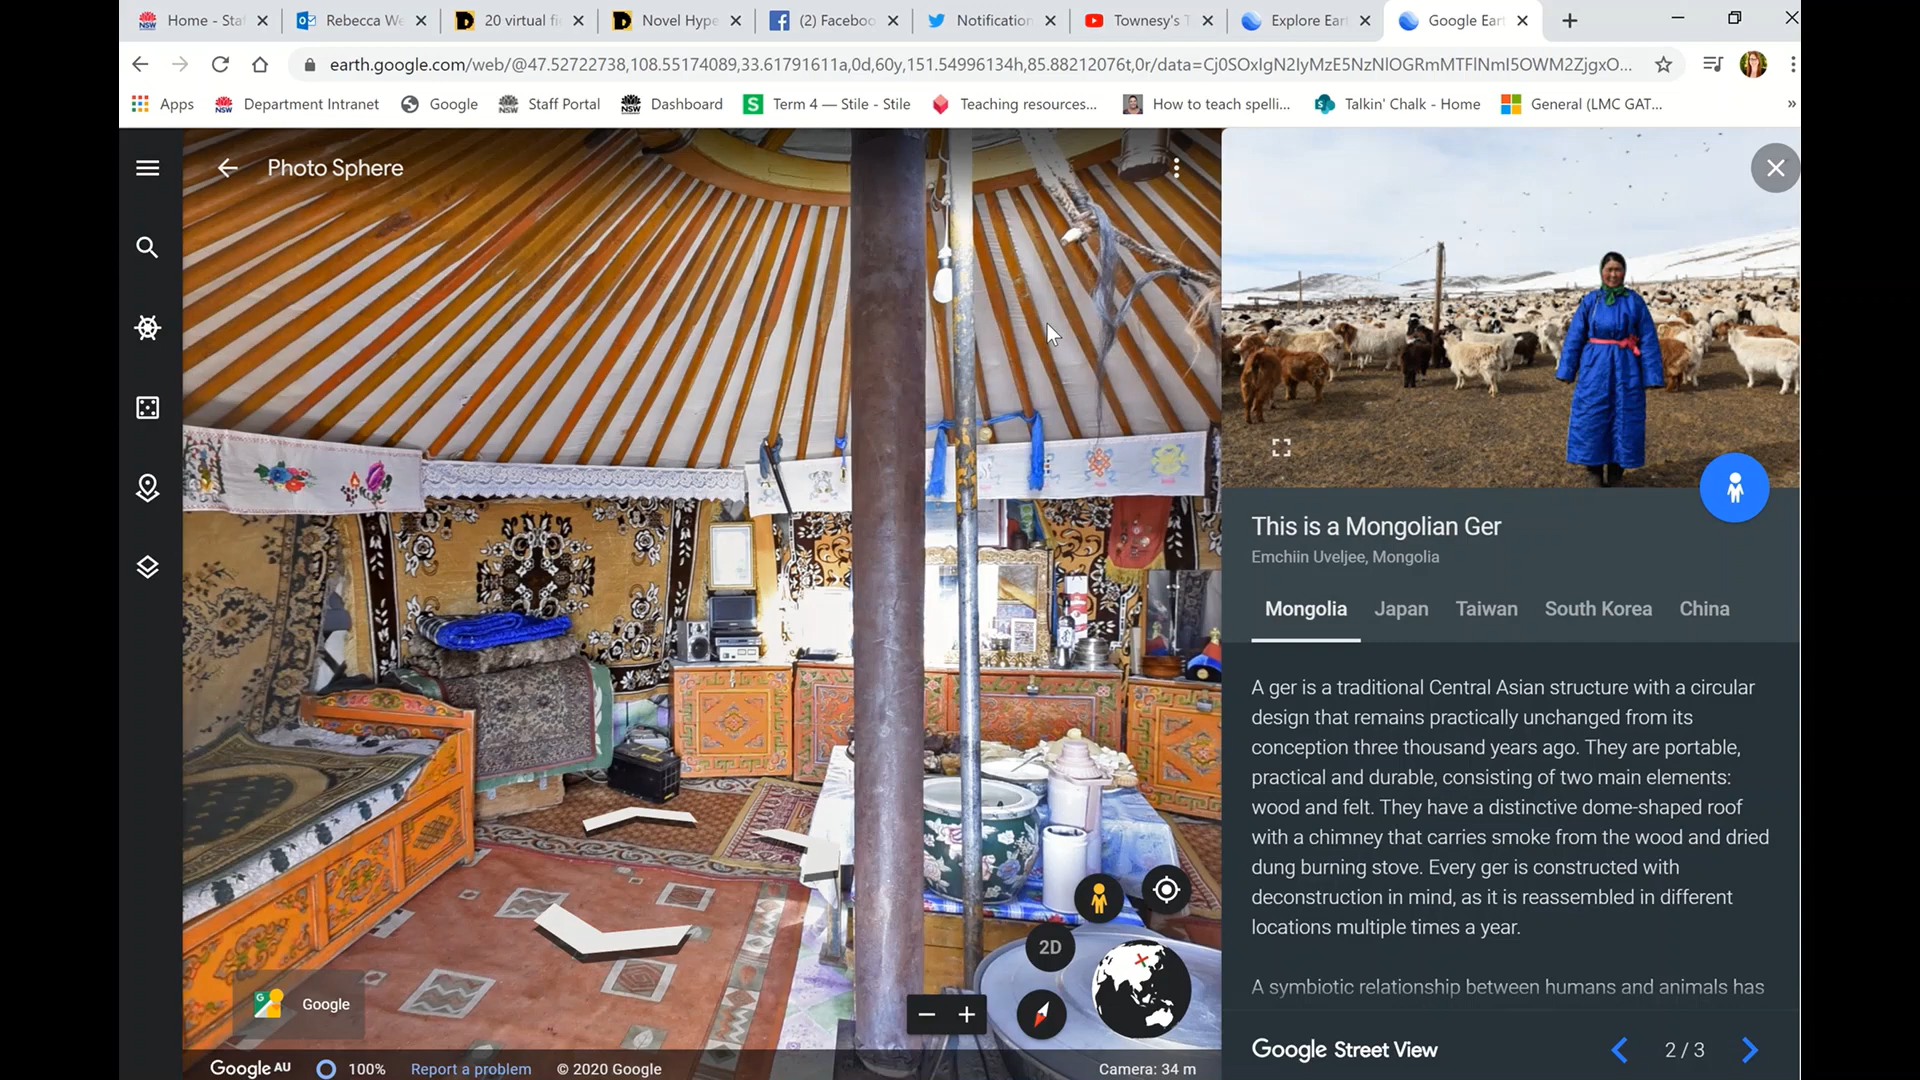 Home - Sta
Rebecca We
20 virtual fi
Novel Hype
(2) Faceboo
Notification
Townesy's T
Explore Eart
Google Eart
earth.google.com/web/@47.52722738,108.55174089,33.61791611a,0d,60y,151.54996134h,85.88212076t,0r/data=Cj0SOxIgN2IyMzE5NzNlOGRmMTFlNmI5OWM2ZjgxO...
Apps
Department Intranet
Google
Staff Portal
Dashboard
Term 4 — Stile - Stile
Teaching resources...
How to teach spelli...
Talkin' Chalk - Home
General (LMC GAT...
»
Photo Sphere
This is a Mongolian Ger
Emchiin Uveljee, Mongolia
Mongolia Japan Taiwan South Korea China
A ger is a traditional Central Asian structure with a circular
design that remains practically unchanged from its
conception three thousand years ago. They are portable,
practical and durable, consisting of two main elements:
wood and felt. They have a distinctive dome-shaped roof
with a chimney that carries smoke from the wood and dried
dung burning stove. Every ger is constructed with
deconstruction in mind, as it is reassembled in different
locations multiple times a year.
A symbiotic relationship between humans and animals has
2D
Google
Google Street View
2 / 3
Google AU 100% Report a problem © 2020 Google Camera: 34 m